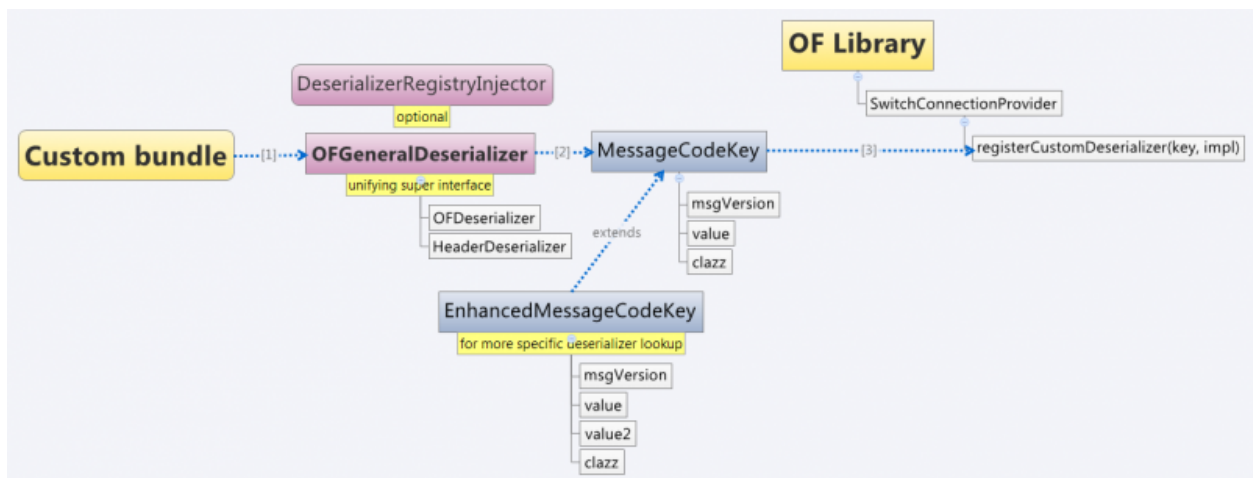 OF Library
DeserializerRegistryInjector
optional
SwitchConnectionProvider
Custom bundle
[1]
OFGeneralDeserializer
[2]
MessageCodeKey
[3]
registerCustomDeserializer(key, impl)
unifying super interface
OFDeserializer
HeaderDeserializer
msgVersion
value
clazz
extends
EnhancedMessageCodeKey
for more specific deserializer lookup
msgVersion
value
value2
clazz